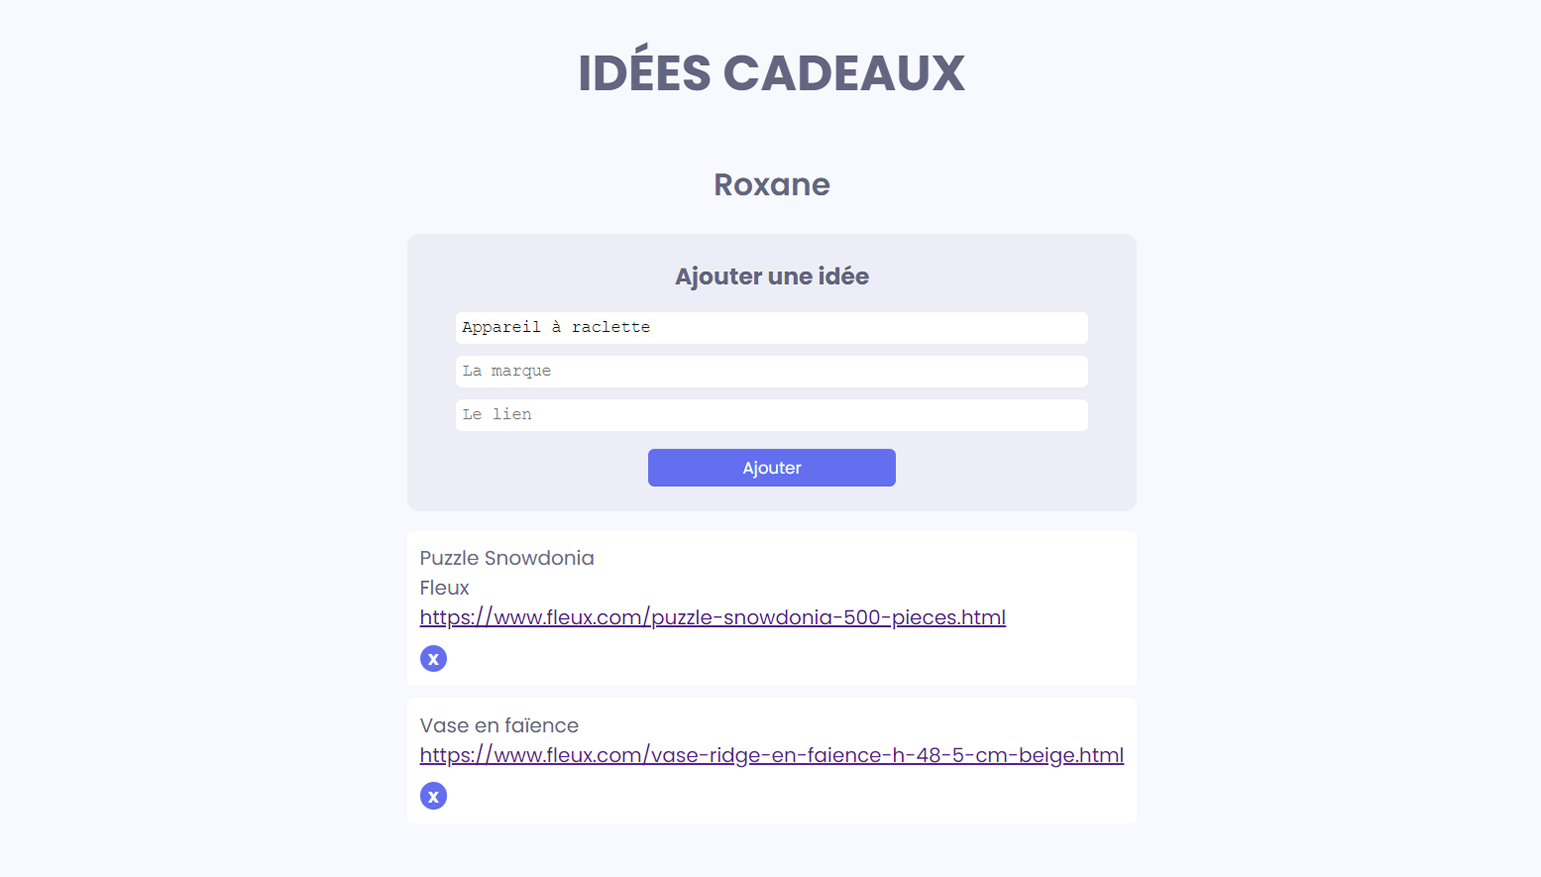 IDÉES CADEAUX
Roxane
Ajouter une idée
Appareil à raclette
La marque
Le lien
Ajouter
Puzzle Snowdonia
Fleux
https://www.fleux.com/puzzle-snowdonia-500-pieces.html
x
Vase en faïence
https://www.fleux.com/vase-ridge-en-faience-h-48-5-cm-beige.html
x